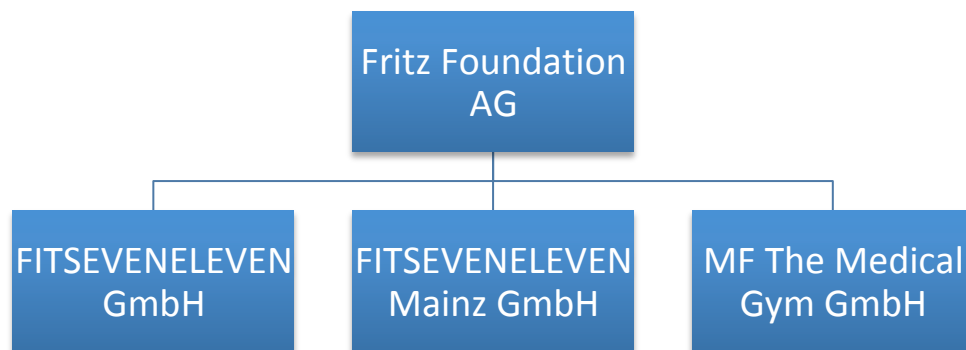 Fritz Foundation
AG
FITSEVENELEVEN
GmbH
FITSEVENELEVEN
Mainz GmbH
MF The Medical
Gym GmbH